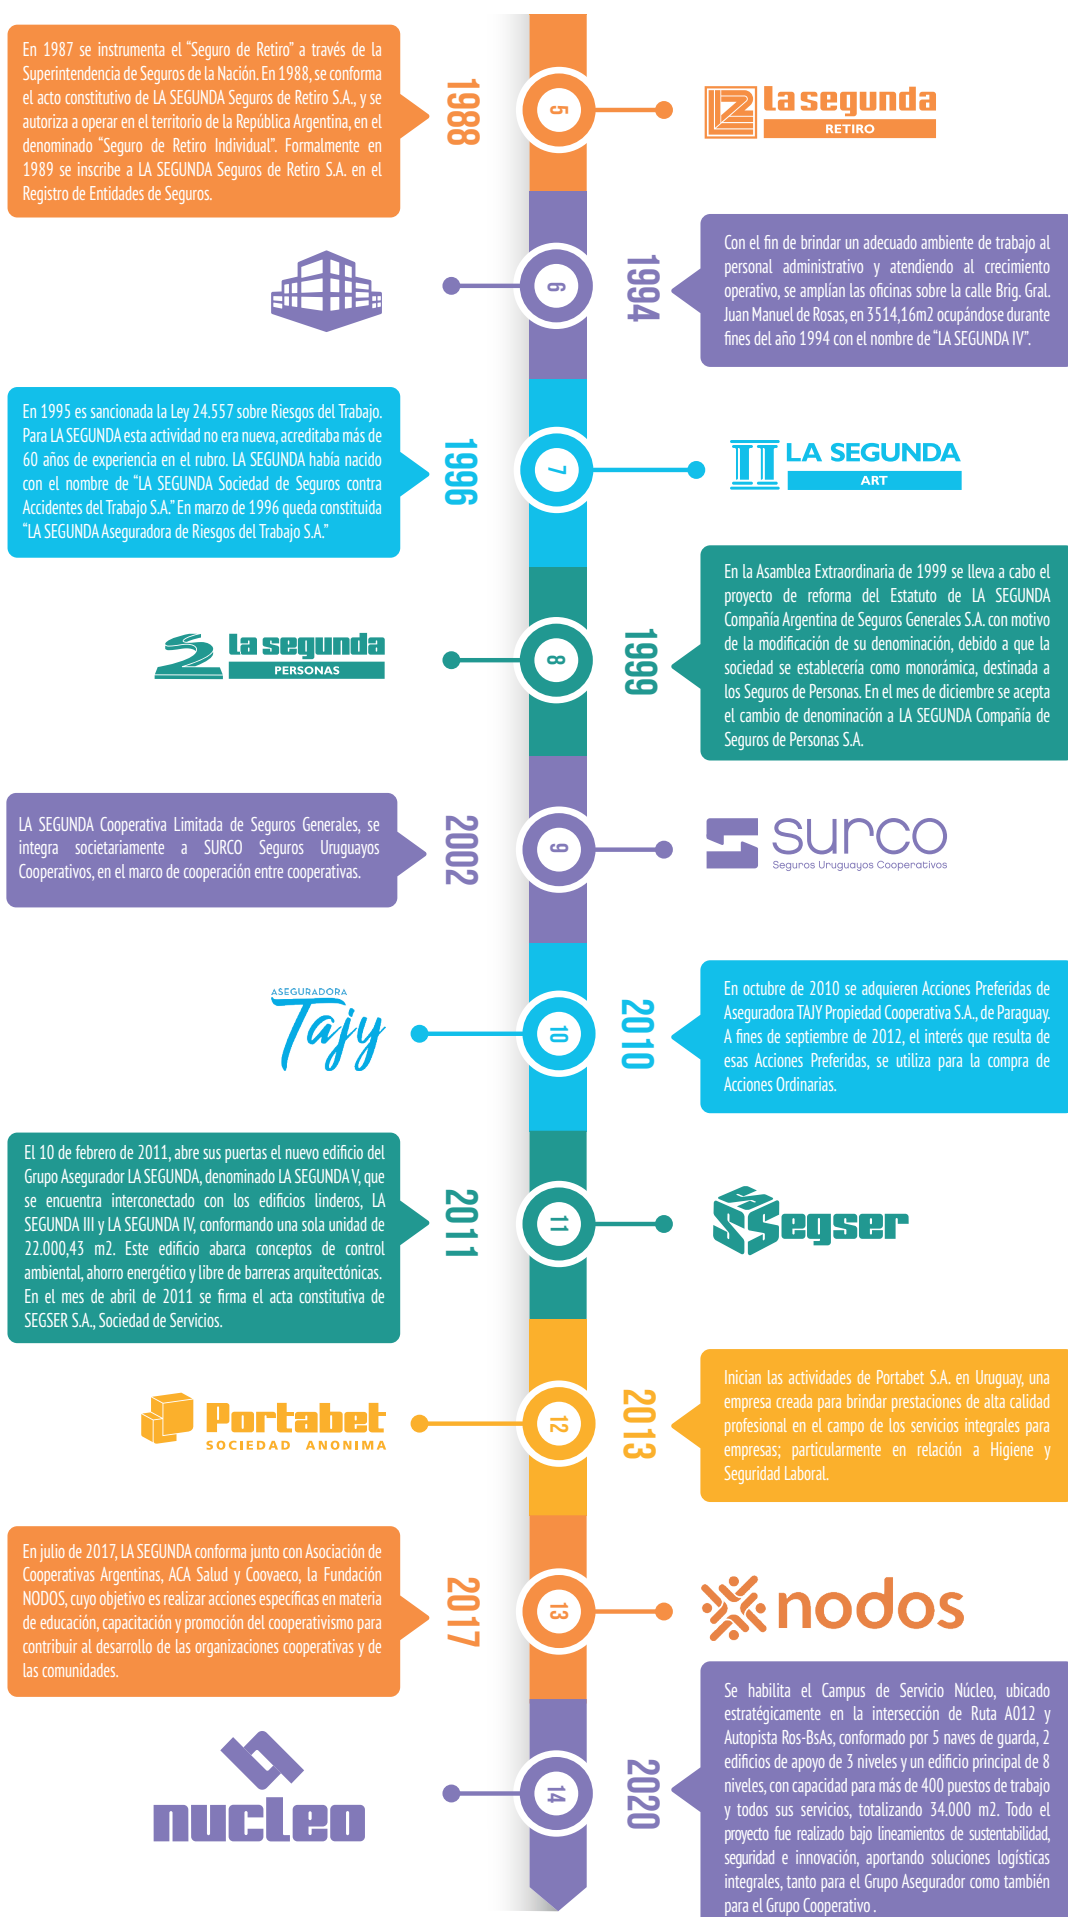 En 1987 se instrumenta el “Seguro de Retiro” a través de la
Superintendencia de Seguros de la Nación. En 1988, se conforma
el acto constitutivo de LA SEGUNDA Seguros de Retiro S.A., y se
autoriza a operar en el territorio de la República Argentina, en el
denominado “Seguro de Retiro Individual”. Formalmente en
1989 se inscribe a LA SEGUNDA Seguros de Retiro S.A. en el
Registro de Entidades de Seguros.
1988
5
La segunda
RETIRO
6
1994
Con el fin de brindar un adecuado ambiente de trabajo al
personal administrativo y atendiendo al crecimiento
operativo, se amplían las oficinas sobre la calle Brig. Gral.
Juan Manuel de Rosas, en 3514,16m2 ocupándose durante
fines del año 1994 con el nombre de “LA SEGUNDA IV”.
En 1995 es sancionada la Ley 24.557 sobre Riesgos del Trabajo.
Para LA SEGUNDA esta actividad no era nueva, acreditaba más de
60 años de experiencia en el rubro. LA SEGUNDA había nacido
con el nombre de “LA SEGUNDA Sociedad de Seguros contra
Accidentes del Trabajo S.A.” En marzo de 1996 queda constituida
“LA SEGUNDA Aseguradora de Riesgos del Trabajo S.A.”
1996
7
LA SEGUNDA
ART
La segunda
PERSONAS
8
1999
En la Asamblea Extraordinaria de 1999 se lleva a cabo el
proyecto de reforma del Estatuto de LA SEGUNDA
Compañía Argentina de Seguros Generales S.A. con motivo
de la modificación de su denominación, debido a que la
sociedad se establecería como monorámica, destinada a
los Seguros de Personas. En el mes de diciembre se acepta
el cambio de denominación a LA SEGUNDA Compañía de
Seguros de Personas S.A.
LA SEGUNDA Cooperativa Limitada de Seguros Generales, se
integra societariamente a SURCO Seguros Uruguayos
Cooperativos, en el marco de cooperación entre cooperativas.
2002
9
surco
Seguros Uruguayos Cooperativos
ASEGURADORA
Tajy
10
2010
En octubre de 2010 se adquieren Acciones Preferidas de
Aseguradora TAJY Propiedad Cooperativa S.A., de Paraguay.
A fines de septiembre de 2012, el interés que resulta de
esas Acciones Preferidas, se utiliza para la compra de
Acciones Ordinarias.
El 10 de febrero de 2011, abre sus puertas el nuevo edificio del
Grupo Asegurador LA SEGUNDA, denominado LA SEGUNDA V, que
se encuentra interconectado con los edificios linderos, LA
SEGUNDA III y LA SEGUNDA IV, conformando una sola unidad de
22.000,43 m2. Este edificio abarca conceptos de control
ambiental, ahorro energético y libre de barreras arquitectónicas.
En el mes de abril de 2011 se firma el acta constitutiva de
SEGSER S.A., Sociedad de Servicios.
2011
11
Segser
Portabet
SOCIEDAD ANONIMA
12
2013
Inician las actividades de Portabet S.A. en Uruguay, una
empresa creada para brindar prestaciones de alta calidad
profesional en el campo de los servicios integrales para
empresas; particularmente en relación a Higiene y
Seguridad Laboral.
En julio de 2017, LA SEGUNDA conforma junto con Asociación de
Cooperativas Argentinas, ACA Salud y Coovaeco, la Fundación
NODOS, cuyo objetivo es realizar acciones específicas en materia
de educación, capacitación y promoción del cooperativismo para
contribuir al desarrollo de las organizaciones cooperativas y de
las comunidades.
2017
13
nodos
nucleo
14
2020
Se habilita el Campus de Servicio Núcleo, ubicado
estratégicamente en la intersección de Ruta A012 y
Autopista Ros-BsAs, conformado por 5 naves de guarda, 2
edificios de apoyo de 3 niveles y un edificio principal de 8
niveles, con capacidad para más de 400 puestos de trabajo
y todos sus servicios, totalizando 34.000 m2. Todo el
proyecto fue realizado bajo lineamientos de sustentabilidad,
seguridad e innovación, aportando soluciones logísticas
integrales, tanto para el Grupo Asegurador como también
para el Grupo Cooperativo .